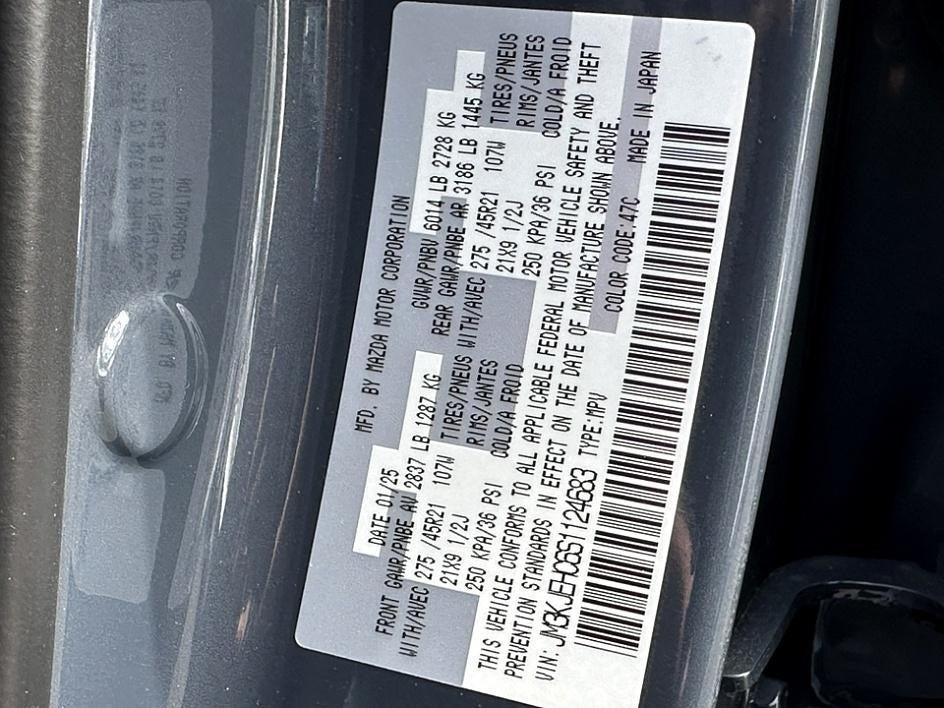 MFD. BY MAZDA MOTOR CORPORATION
DATE 01/25 GVWR/PNBV 6014 LB 2728 KG
FRONT GAWR/PNBE AV 2837 LB 1287 KG REAR GAWR/PNBE AR 3186 LB 1445 KG
WITH/AVEC 275 /45R21 107W TIRES/PNEUS WITH/AVEC 275 /45R21 107W TIRES/PNEUS
21X9 1/2J RIMS/JANTES 21X9 1/2J RIMS/JANTES
250 KPA/36 PSI COLD/A FROID 250 KPA/36 PSI COLD/A FROID
THIS VEHICLE CONFORMS TO ALL APPLICABLE FEDERAL MOTOR VEHICLE SAFETY AND THEFT
PREVENTION STANDARDS IN EFFECT ON THE DATE OF MANUFACTURE SHOWN ABOVE.
VIN: JM3KJEHC6S1124683 TYPE:MPV COLOR CODE:47C MADE IN JAPAN